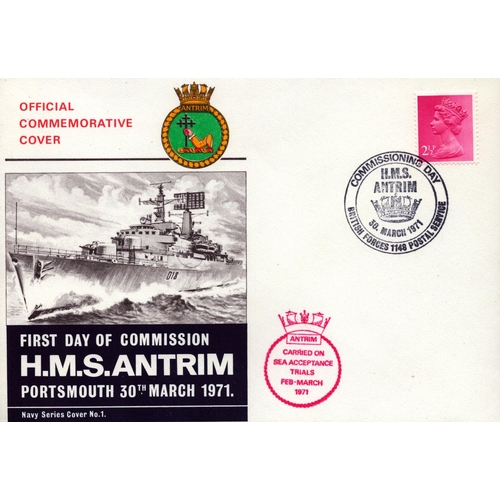 OFFICIAL
COMMEMORATIVE
COVER
ANTRIM
2½P
COMMISSIONING DAY
H.M.S.
ANTRIM
30. MARCH 1971
BRITISH FORCES 1148 POSTAL SERVICE
D18
FIRST DAY OF COMMISSION
H.M.S. ANTRIM
PORTSMOUTH 30TH MARCH 1971.
Navy Series Cover No.1.
ANTRIM
CARRIED ON
SEA ACCEPTANCE
TRIALS
FEB-MARCH
1971